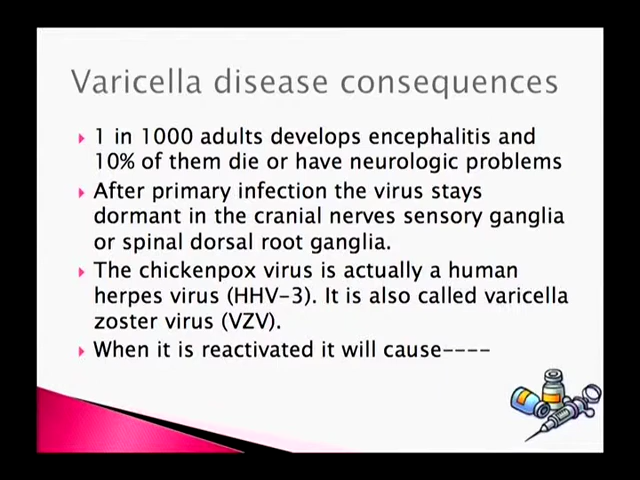 Varicella disease consequences
1 in 1000 adults develops encephalitis and
10% of them die or have neurologic problems
After primary infection the virus stays
dormant in the cranial nerves sensory ganglia
or spinal dorsal root ganglia.
The chickenpox virus is actually a human
herpes virus (HHV-3). It is also called varicella
zoster virus (VZV).
When it is reactivated it will cause----